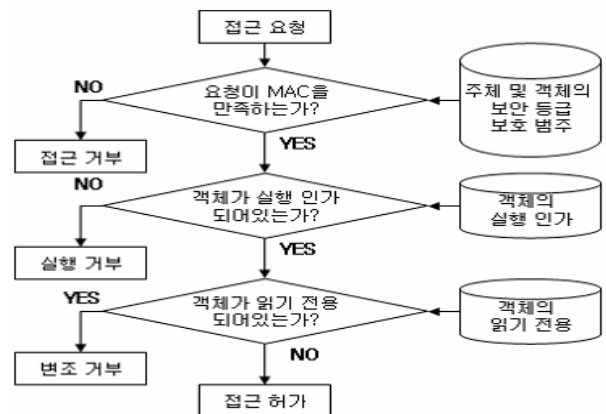 접근 요청
NO
요청이 MAC을
만족하는가?
주체 및 객체의
보안 등급
보호 범주
접근 거부
YES
NO
객체가 실행 인가
되어있는가?
객체의
실행 인가
실행 거부
YES
YES
객체가 읽기 전용
되어있는가?
객체의
읽기 전용
변조 거부
NO
접근 허가